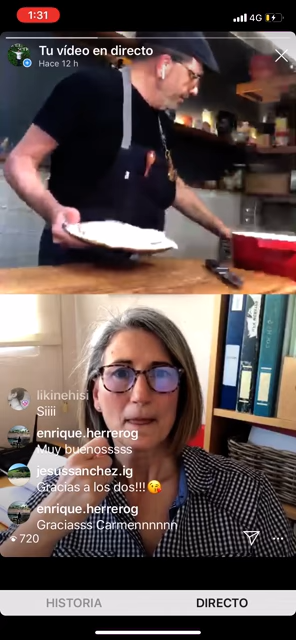 1:31
4G
Tu vídeo en directo
Hace 12 h
likinehisi
Siiii
enrique.herrerog
Muy buenosssss
jesussanchez.ig
Gracias a los dos!!!😘
enrique.herrerog
Graciasss Carmennnnnn
720
HISTORIA
DIRECTO